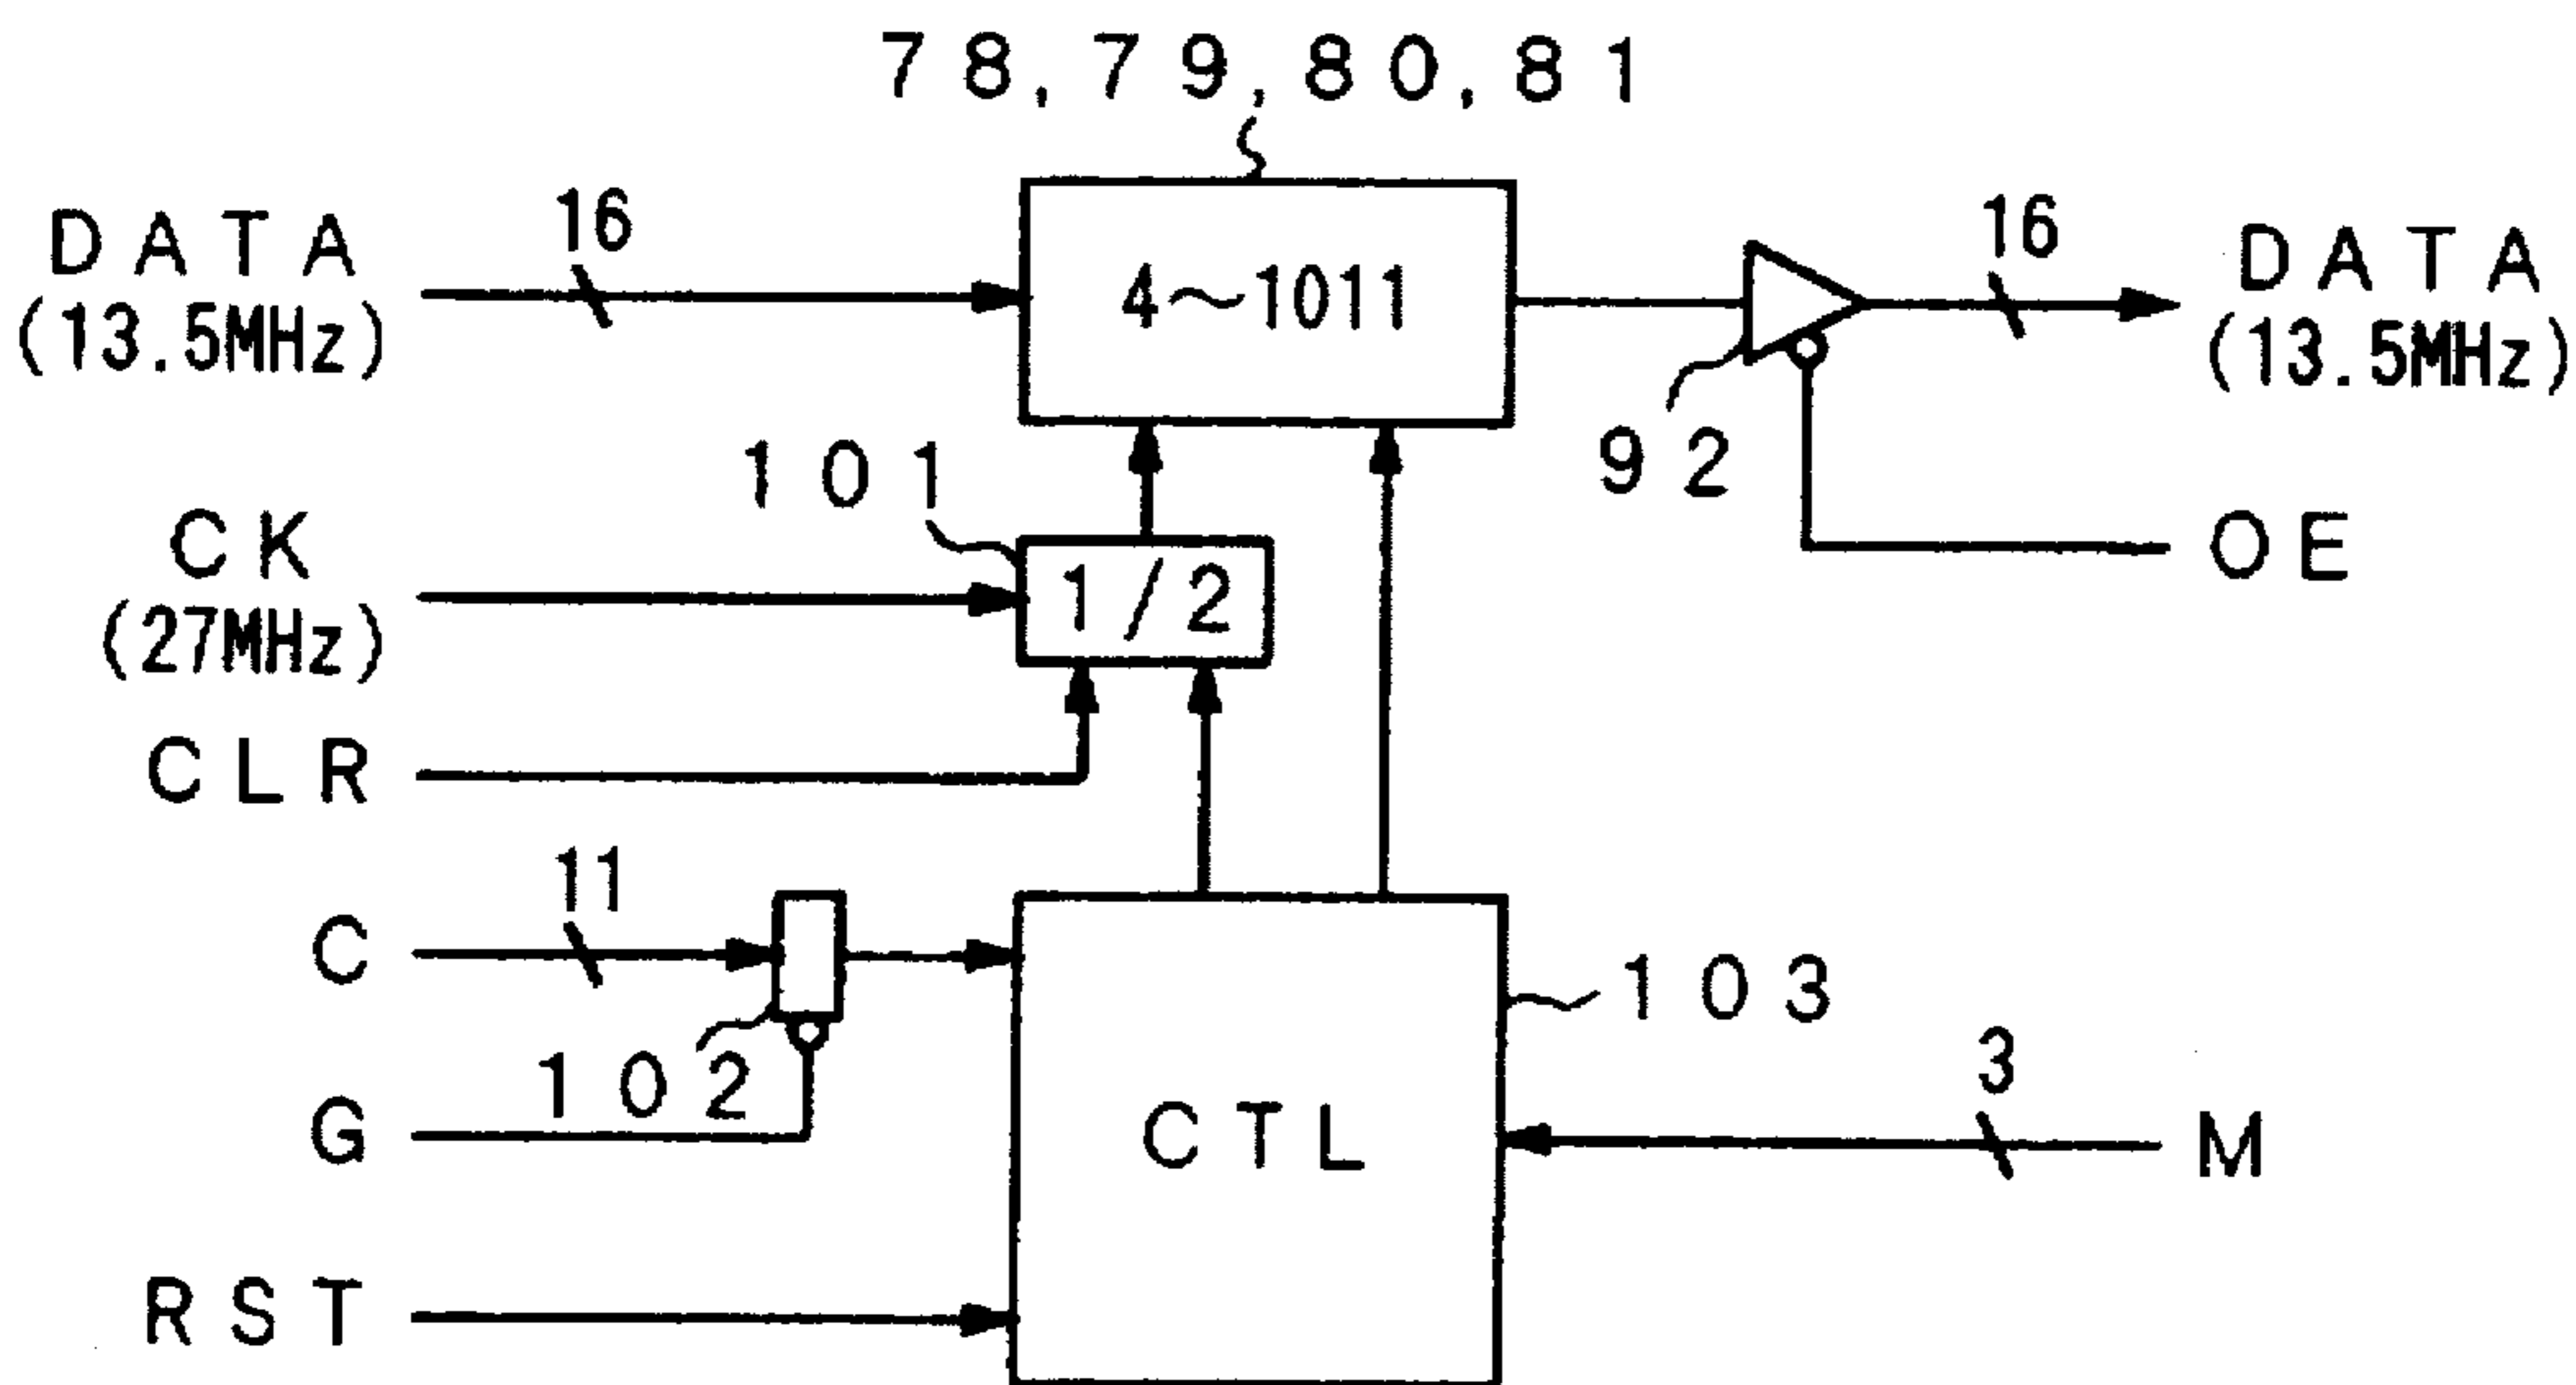 78,79,80,81
16
16
DATA
DATA
(13.5MHz)
4～1011
(13.5MHz)
101
92
CK
1/2
OE
(27MHz)
CLR
11
C
103
102
3
G
CTL
M
RST